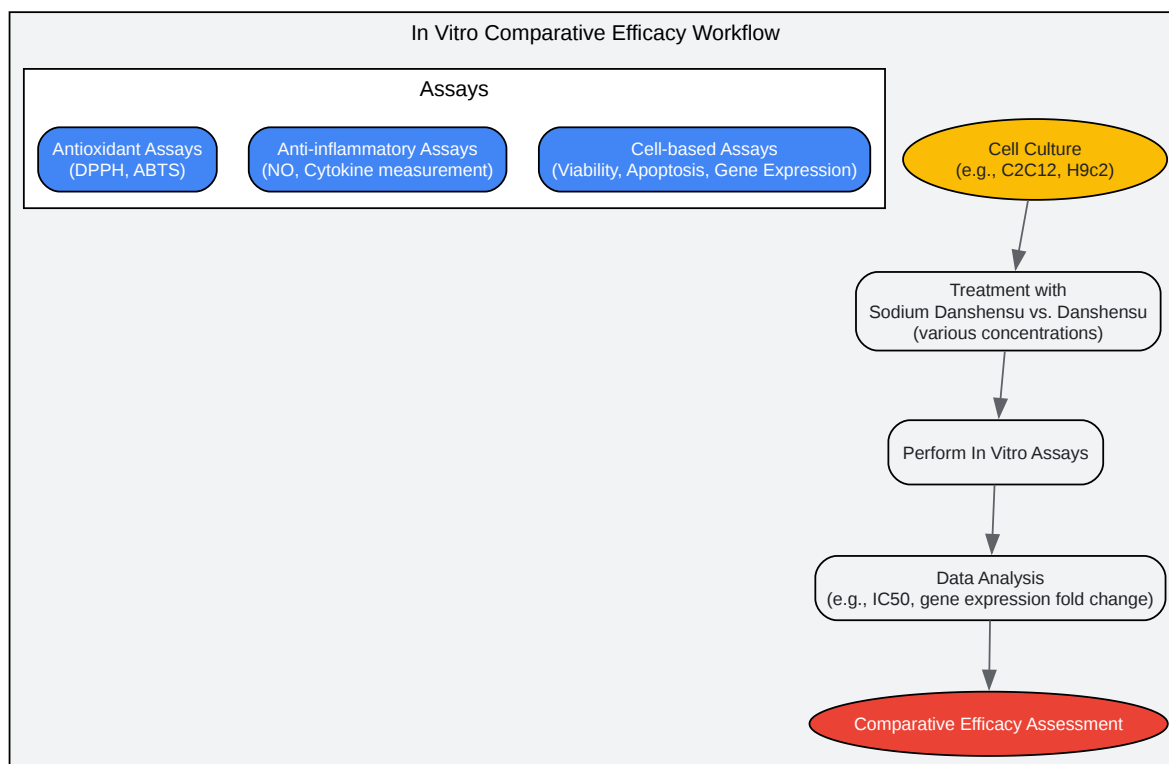 In Vitro Comparative Efficacy Workflow
Assays
Antioxidant Assays
(DPPH, ABTS)
Anti-inflammatory Assays
(NO, Cytokine measurement)
Cell-based Assays
(Viability, Apoptosis, Gene Expression)
Cell Culture
(e.g., C2C12, H9c2)
Treatment with
Sodium Danshensu vs. Danshensu
(various concentrations)
Perform In Vitro Assays
Data Analysis
(e.g., IC50, gene expression fold change)
Comparative Efficacy Assessment